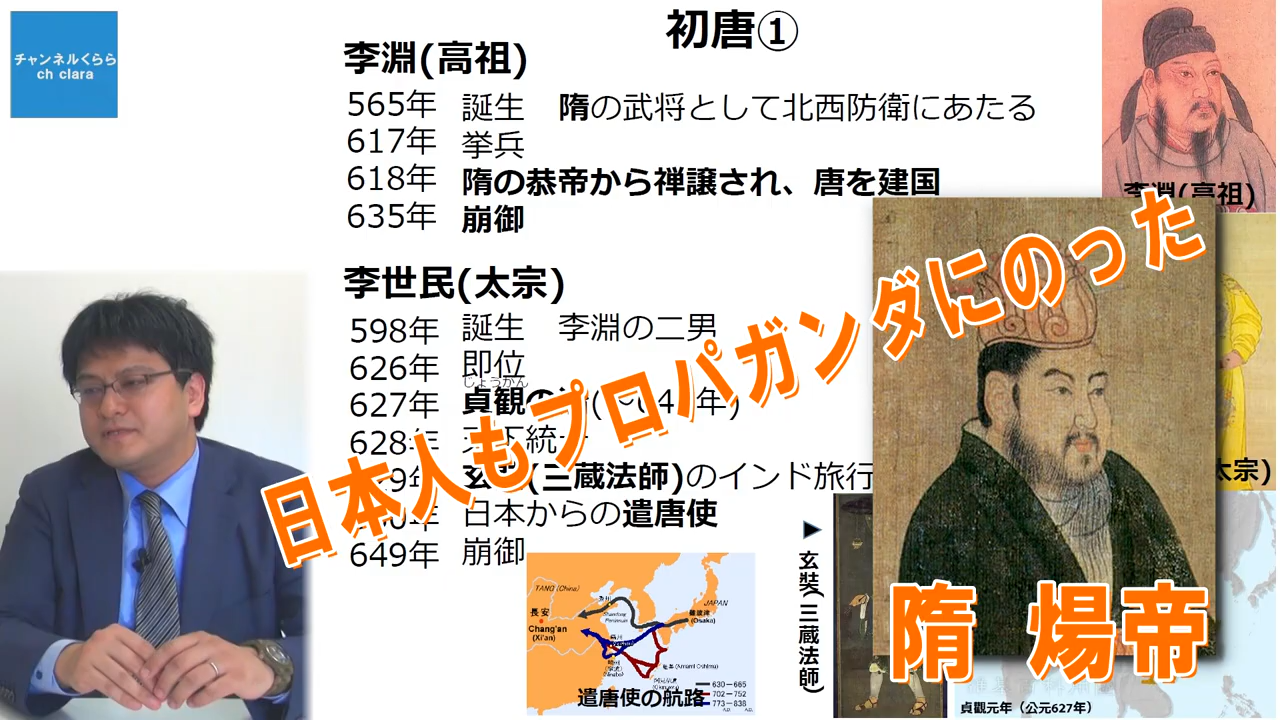 チャンネルくらら
ch clara
初唐①
李淵(高祖)
565年 誕生 隋の武将として北西防衛にあたる
617年 挙兵
618年 隋の恭帝から禅譲され、唐を建国
635年 崩御
李淵(高祖)
李世民(太宗)
598年 誕生 李淵の二男
626年 即位
じょうかん
627年 貞観の
628年
玄奘(三蔵法師)のインド旅行
日本からの遣唐使
649年 崩御
日本人もプロパガンダにのった
太宗)
隋 煬帝
玄奘(三蔵法師)
TANG (China)
長安
Chang'an
(Xi'an)
JAPAN
難波津
(Osaka)
(Amami Oshima)
630－665
702－752
773－838
遣唐使の航路
貞觀元年（公元627年）